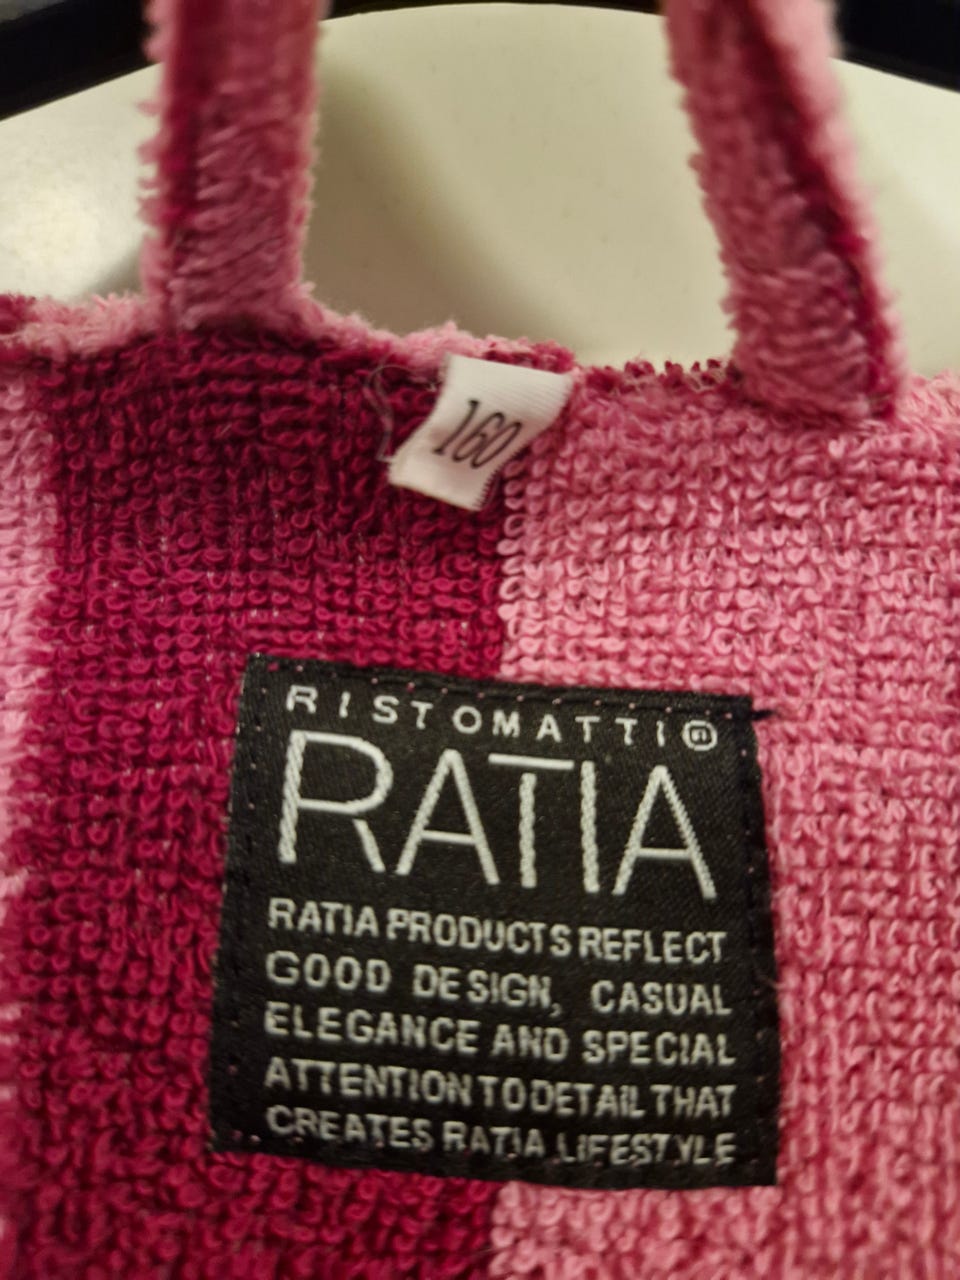 160
RISTOMATTI
RATIA
RATIA PRODUCTS REFLECT
GOOD DESIGN, CASUAL
ELEGANCE AND SPECIAL
ATTENTION TO DETAIL THAT
CREATES RATIA LIFESTYLE